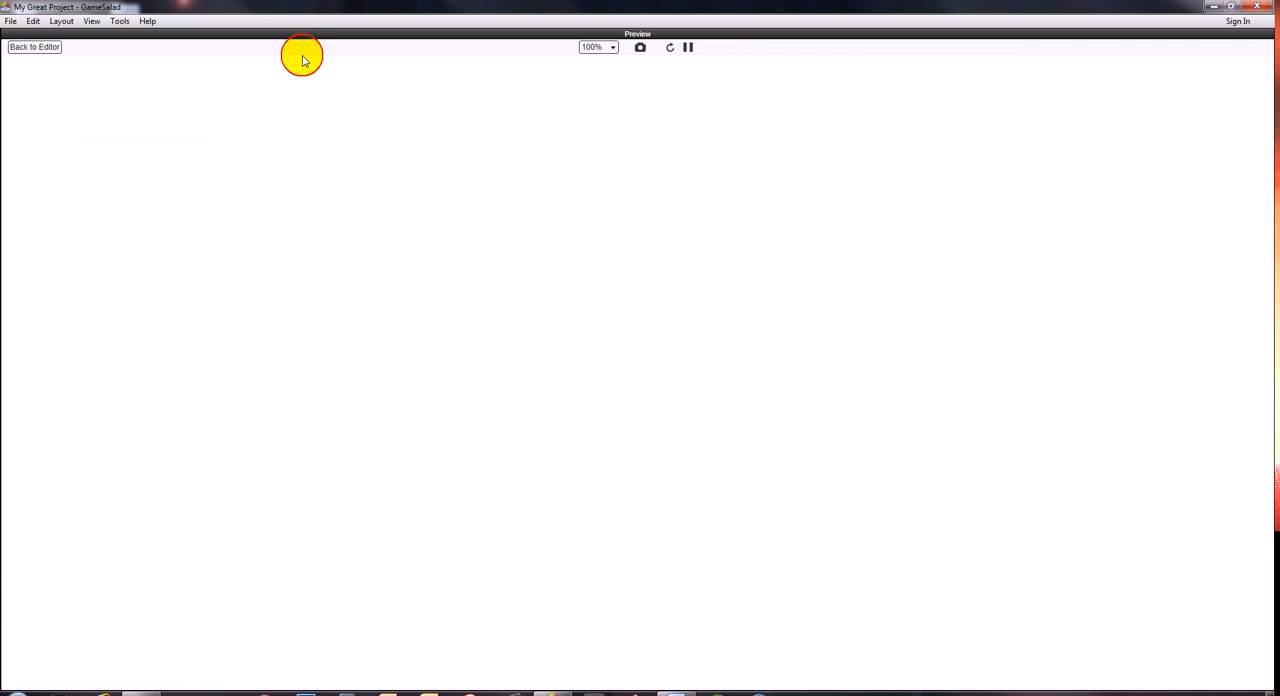 My Great Project - GameSalad
File Edit Layout View Tools Help Sign In
Preview
Back to Editor 100%